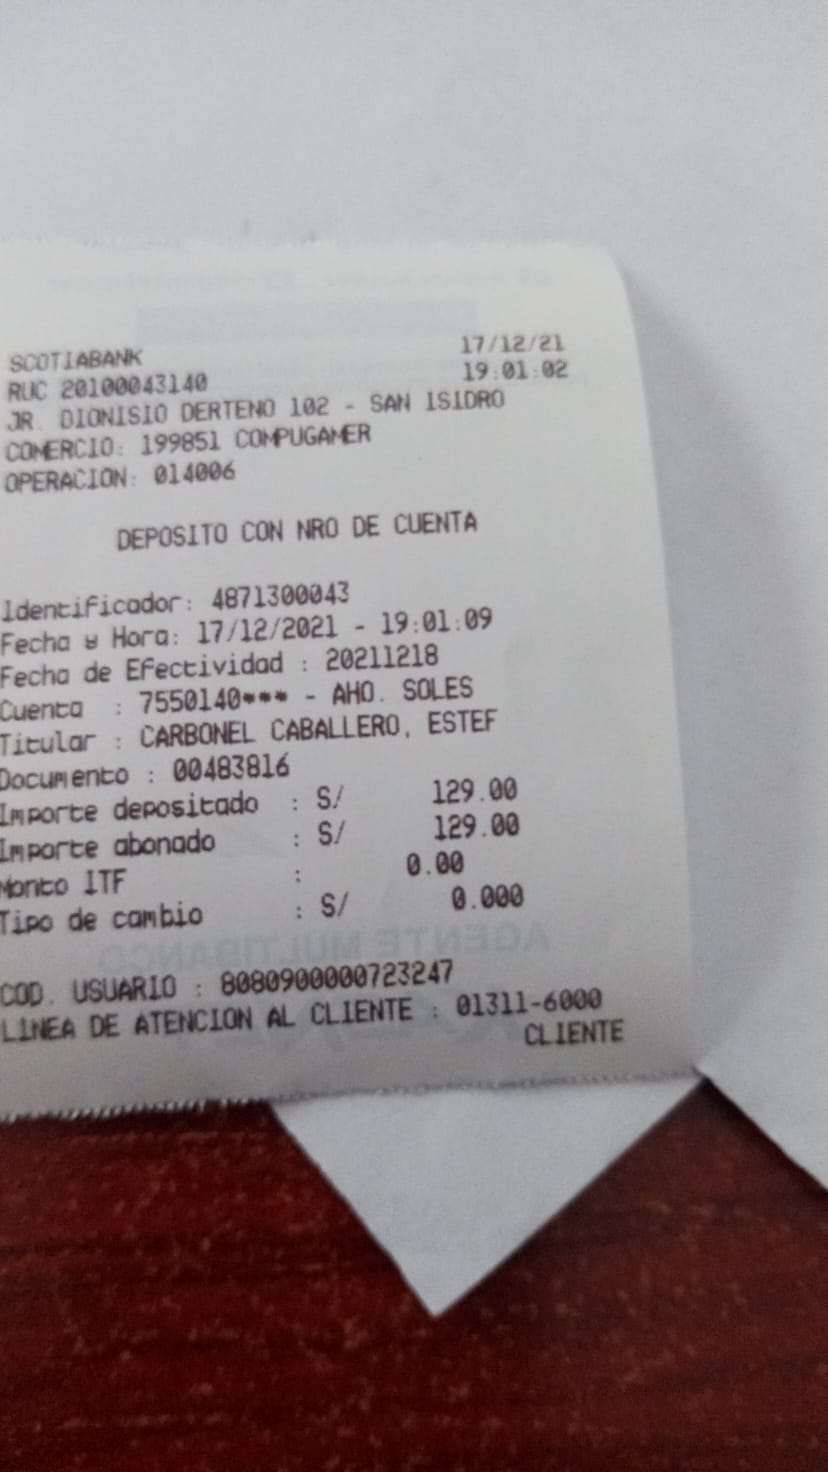 SCOTIABANK 17/12/21
RUC 20100043140 19:01:02
JR. DIONISIO DERTENO 102 - SAN ISIDRO
COMERCIO: 199851 COMPUGAMER
OPERACION: 014006
DEPOSITO CON NRO DE CUENTA
Identificador: 4871300043
Fecha y Hora: 17/12/2021 - 19:01:09
Fecha de Efectividad : 20211218
Cuenta : 7550140*** - AHO. SOLES
Titular : CARBONEL CABALLERO, ESTEF
Documento : 00483816
Importe depositado : S/ 129.00
Importe abonado : S/ 129.00
Monto ITF : 0.00
Tipo de cambio : S/ 0.000
AGENTE MULTIBANCO
COD. USUARIO : 8080900000723247
LINEA DE ATENCION AL CLIENTE : 01311-6000
CLIENTE